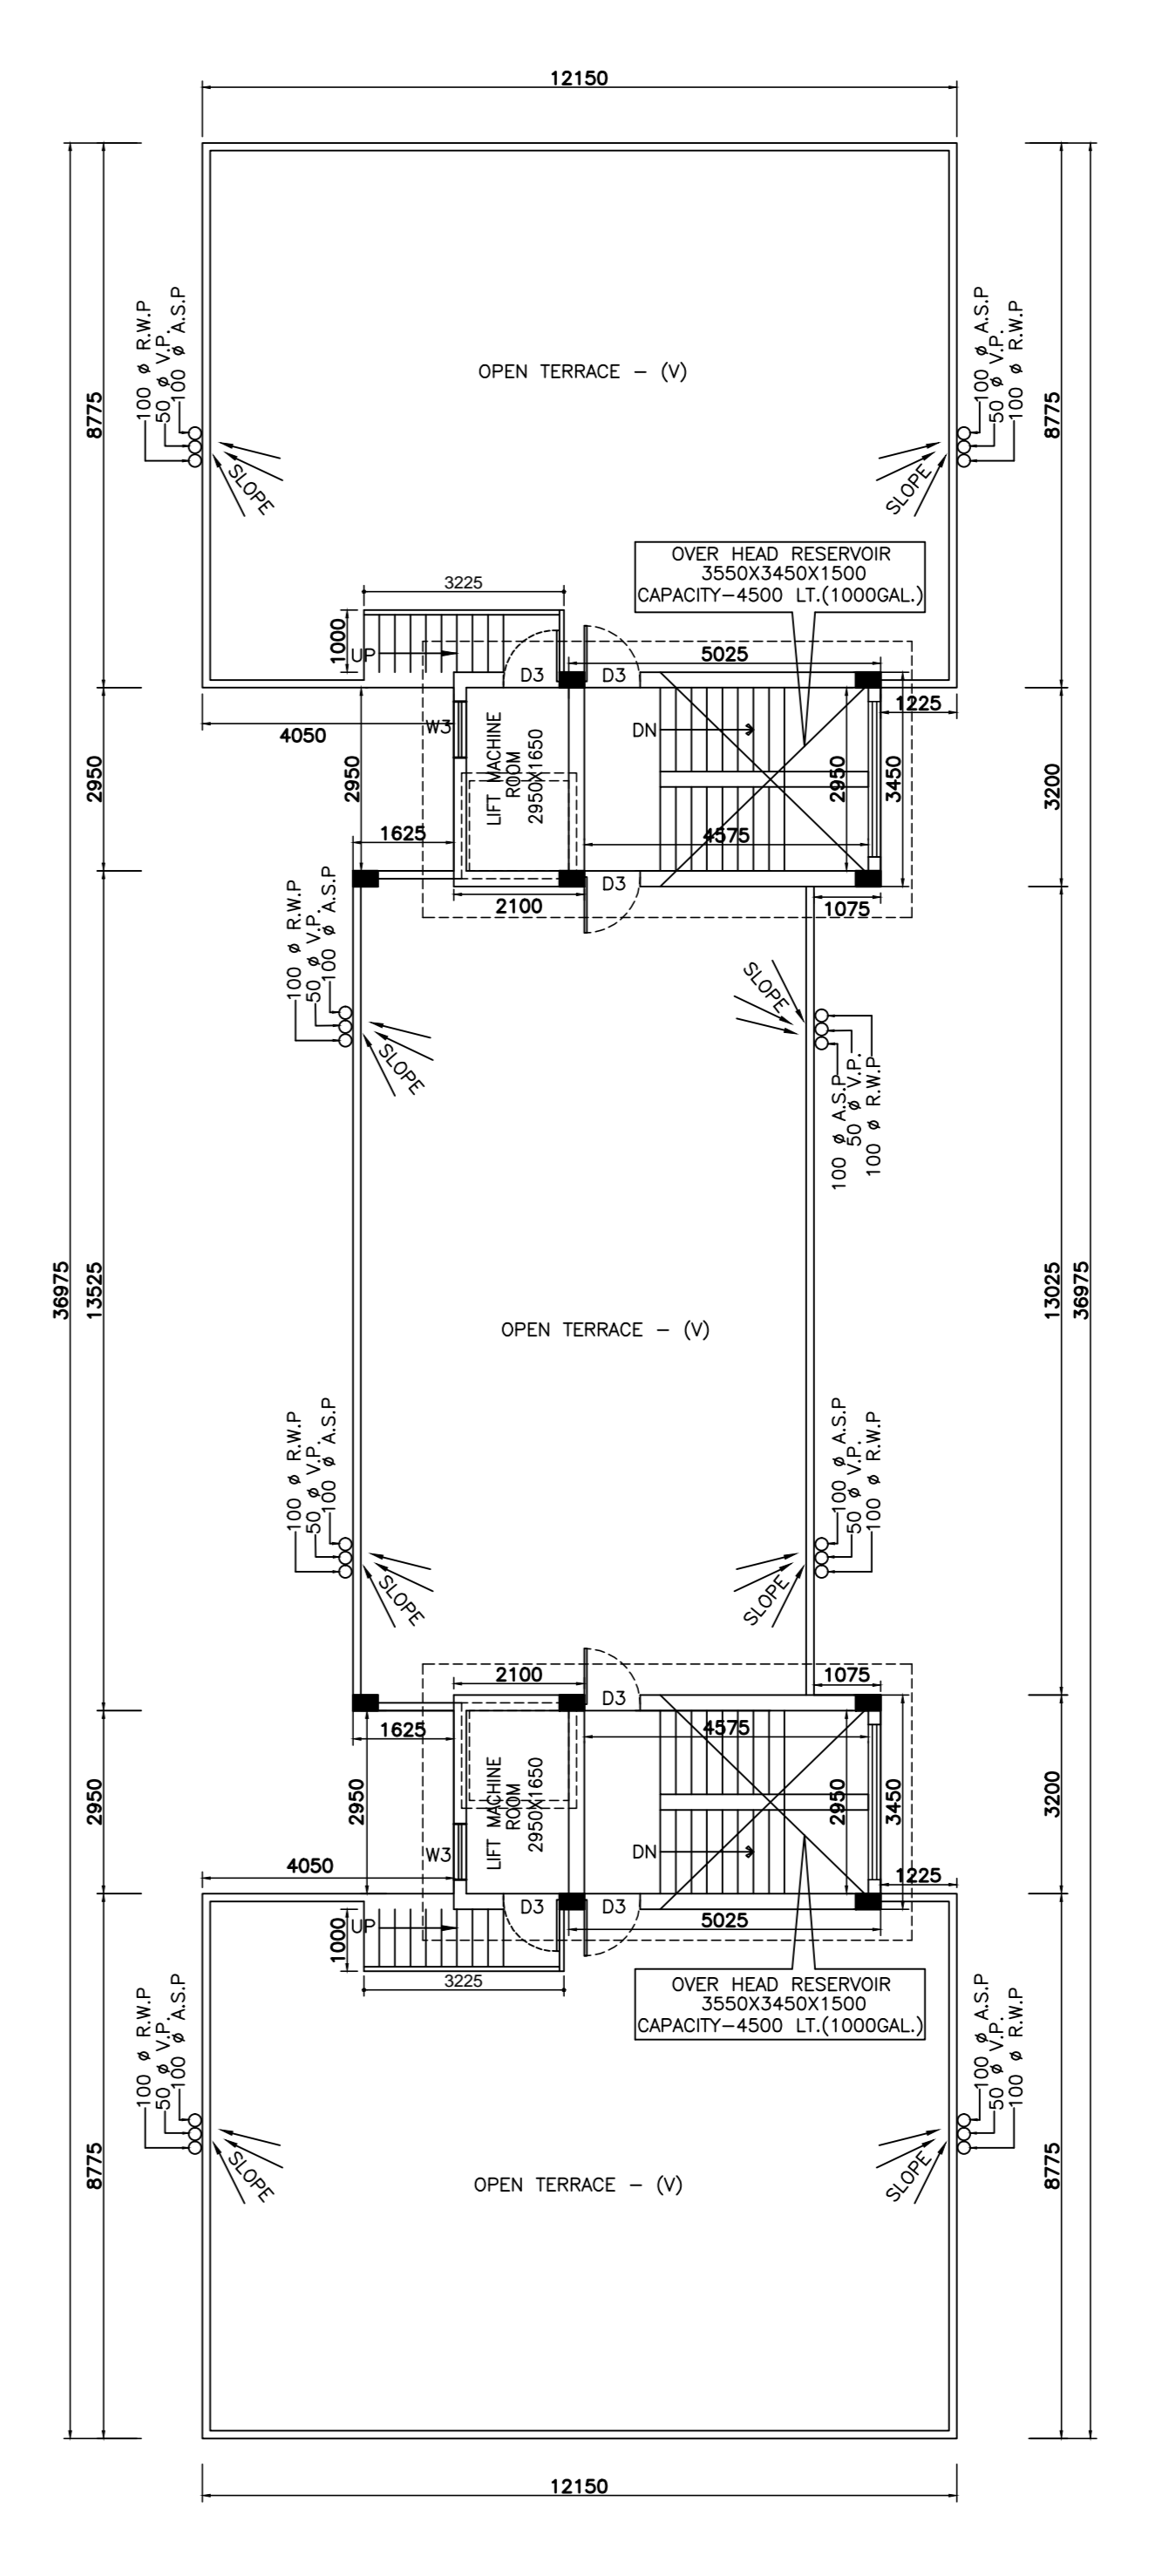 12150
100 ø R.W.P
50 ø V.P.
100 ø A.S.P
100 ø A.S.P
50 ø V.P.
100 ø R.W.P
8775
OPEN TERRACE - (V)
8775
SLOPE
SLOPE
OVER HEAD RESERVOIR
3550X3450X1500
CAPACITY-4500 LT.(1000GAL.)
3225
1000
UP
D3
D3
5025
1225
4050
W3
DN
LIFT MACHINE
ROOM
2950X1650
2950
2950
2950
3450
3200
1625
4575
2100
D3
1075
100 ø R.W.P
50 ø V.P.
100 ø A.S.P
SLOPE
SLOPE
100 ø A.S.P
50 ø V.P.
100 ø R.W.P
36975
13525
13025
36975
OPEN TERRACE - (V)
100 ø R.W.P
50 ø V.P.
100 ø A.S.P
100 ø A.S.P
50 ø V.P.
100 ø R.W.P
SLOPE
SLOPE
2100
D3
1075
1625
4575
LIFT MACHINE
ROOM
2950X1650
2950
2950
2950
3450
3200
W3
DN
4050
1225
D3
D3
5025
UP
1000
3225
OVER HEAD RESERVOIR
3550X3450X1500
CAPACITY-4500 LT.(1000GAL.)
100 ø R.W.P
50 ø V.P.
100 ø A.S.P
100 ø A.S.P
50 ø V.P.
100 ø R.W.P
8775
SLOPE
OPEN TERRACE - (V)
SLOPE
8775
12150